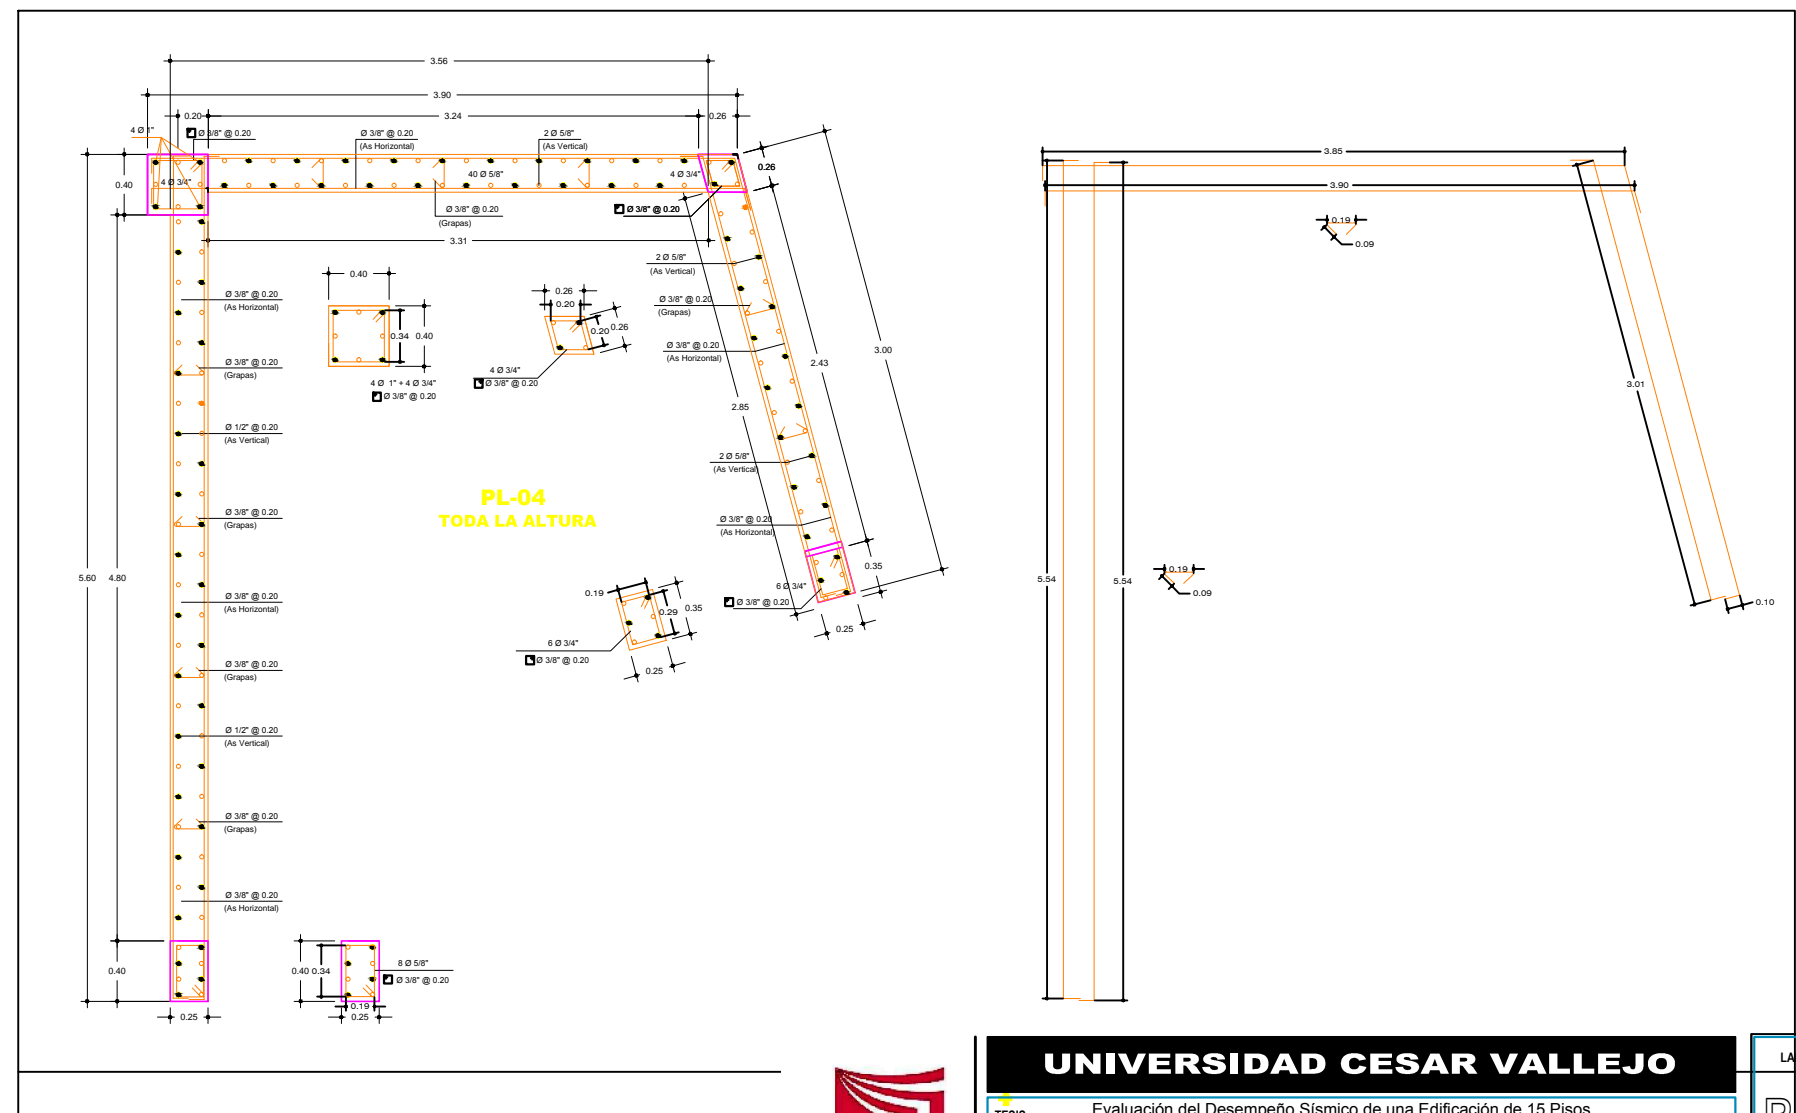 3.56
3.90
0.20
3.24
0.26
4 Ø 1"
Ø 3/8" @ 0.20
Ø 3/8" @ 0.20
(As Horizontal)
2 Ø 5/8"
(As Vertical)
0.26
0.40
4 Ø 3/4"
40 Ø 5/8"
4 Ø 3/4"
Ø 3/8" @ 0.20
(Grapas)
Ø 3/8" @ 0.20
3.31
2 Ø 5/8"
(As Vertical)
0.40
Ø 3/8" @ 0.20
(As Horizontal)
0.26
0.20
Ø 3/8" @ 0.20
(Grapas)
0.34
0.40
0.20
0.26
Ø 3/8" @ 0.20
(As Horizontal)
3.00
2.43
Ø 3/8" @ 0.20
(Grapas)
4 Ø 3/4"
Ø 3/8" @ 0.20
4 Ø 1" + 4 Ø 3/4"
Ø 3/8" @ 0.20
2.85
Ø 1/2" @ 0.20
(As Vertical)
2 Ø 5/8"
(As Vertical)
PL-04
TODA LA ALTURA
Ø 3/8" @ 0.20
(Grapas)
Ø 3/8" @ 0.20
(As Horizontal)
5.60
4.80
0.35
Ø 3/8" @ 0.20
(As Horizontal)
0.19
0.29
0.35
6 Ø 3/4"
Ø 3/8" @ 0.20
0.25
6 Ø 3/4"
Ø 3/8" @ 0.20
0.25
Ø 3/8" @ 0.20
(Grapas)
Ø 1/2" @ 0.20
(As Vertical)
Ø 3/8" @ 0.20
(Grapas)
Ø 3/8" @ 0.20
(As Horizontal)
0.40
0.25
0.40
0.34
8 Ø 5/8"
Ø 3/8" @ 0.20
0.19
0.25
3.85
3.90
0.19
0.09
3.01
5.54
5.54
0.19
0.09
0.10
UNIVERSIDAD CESAR VALLEJO
LA
TESIS
Evaluación del Desempeño Sísmico de una Edificación de 15 Pisos